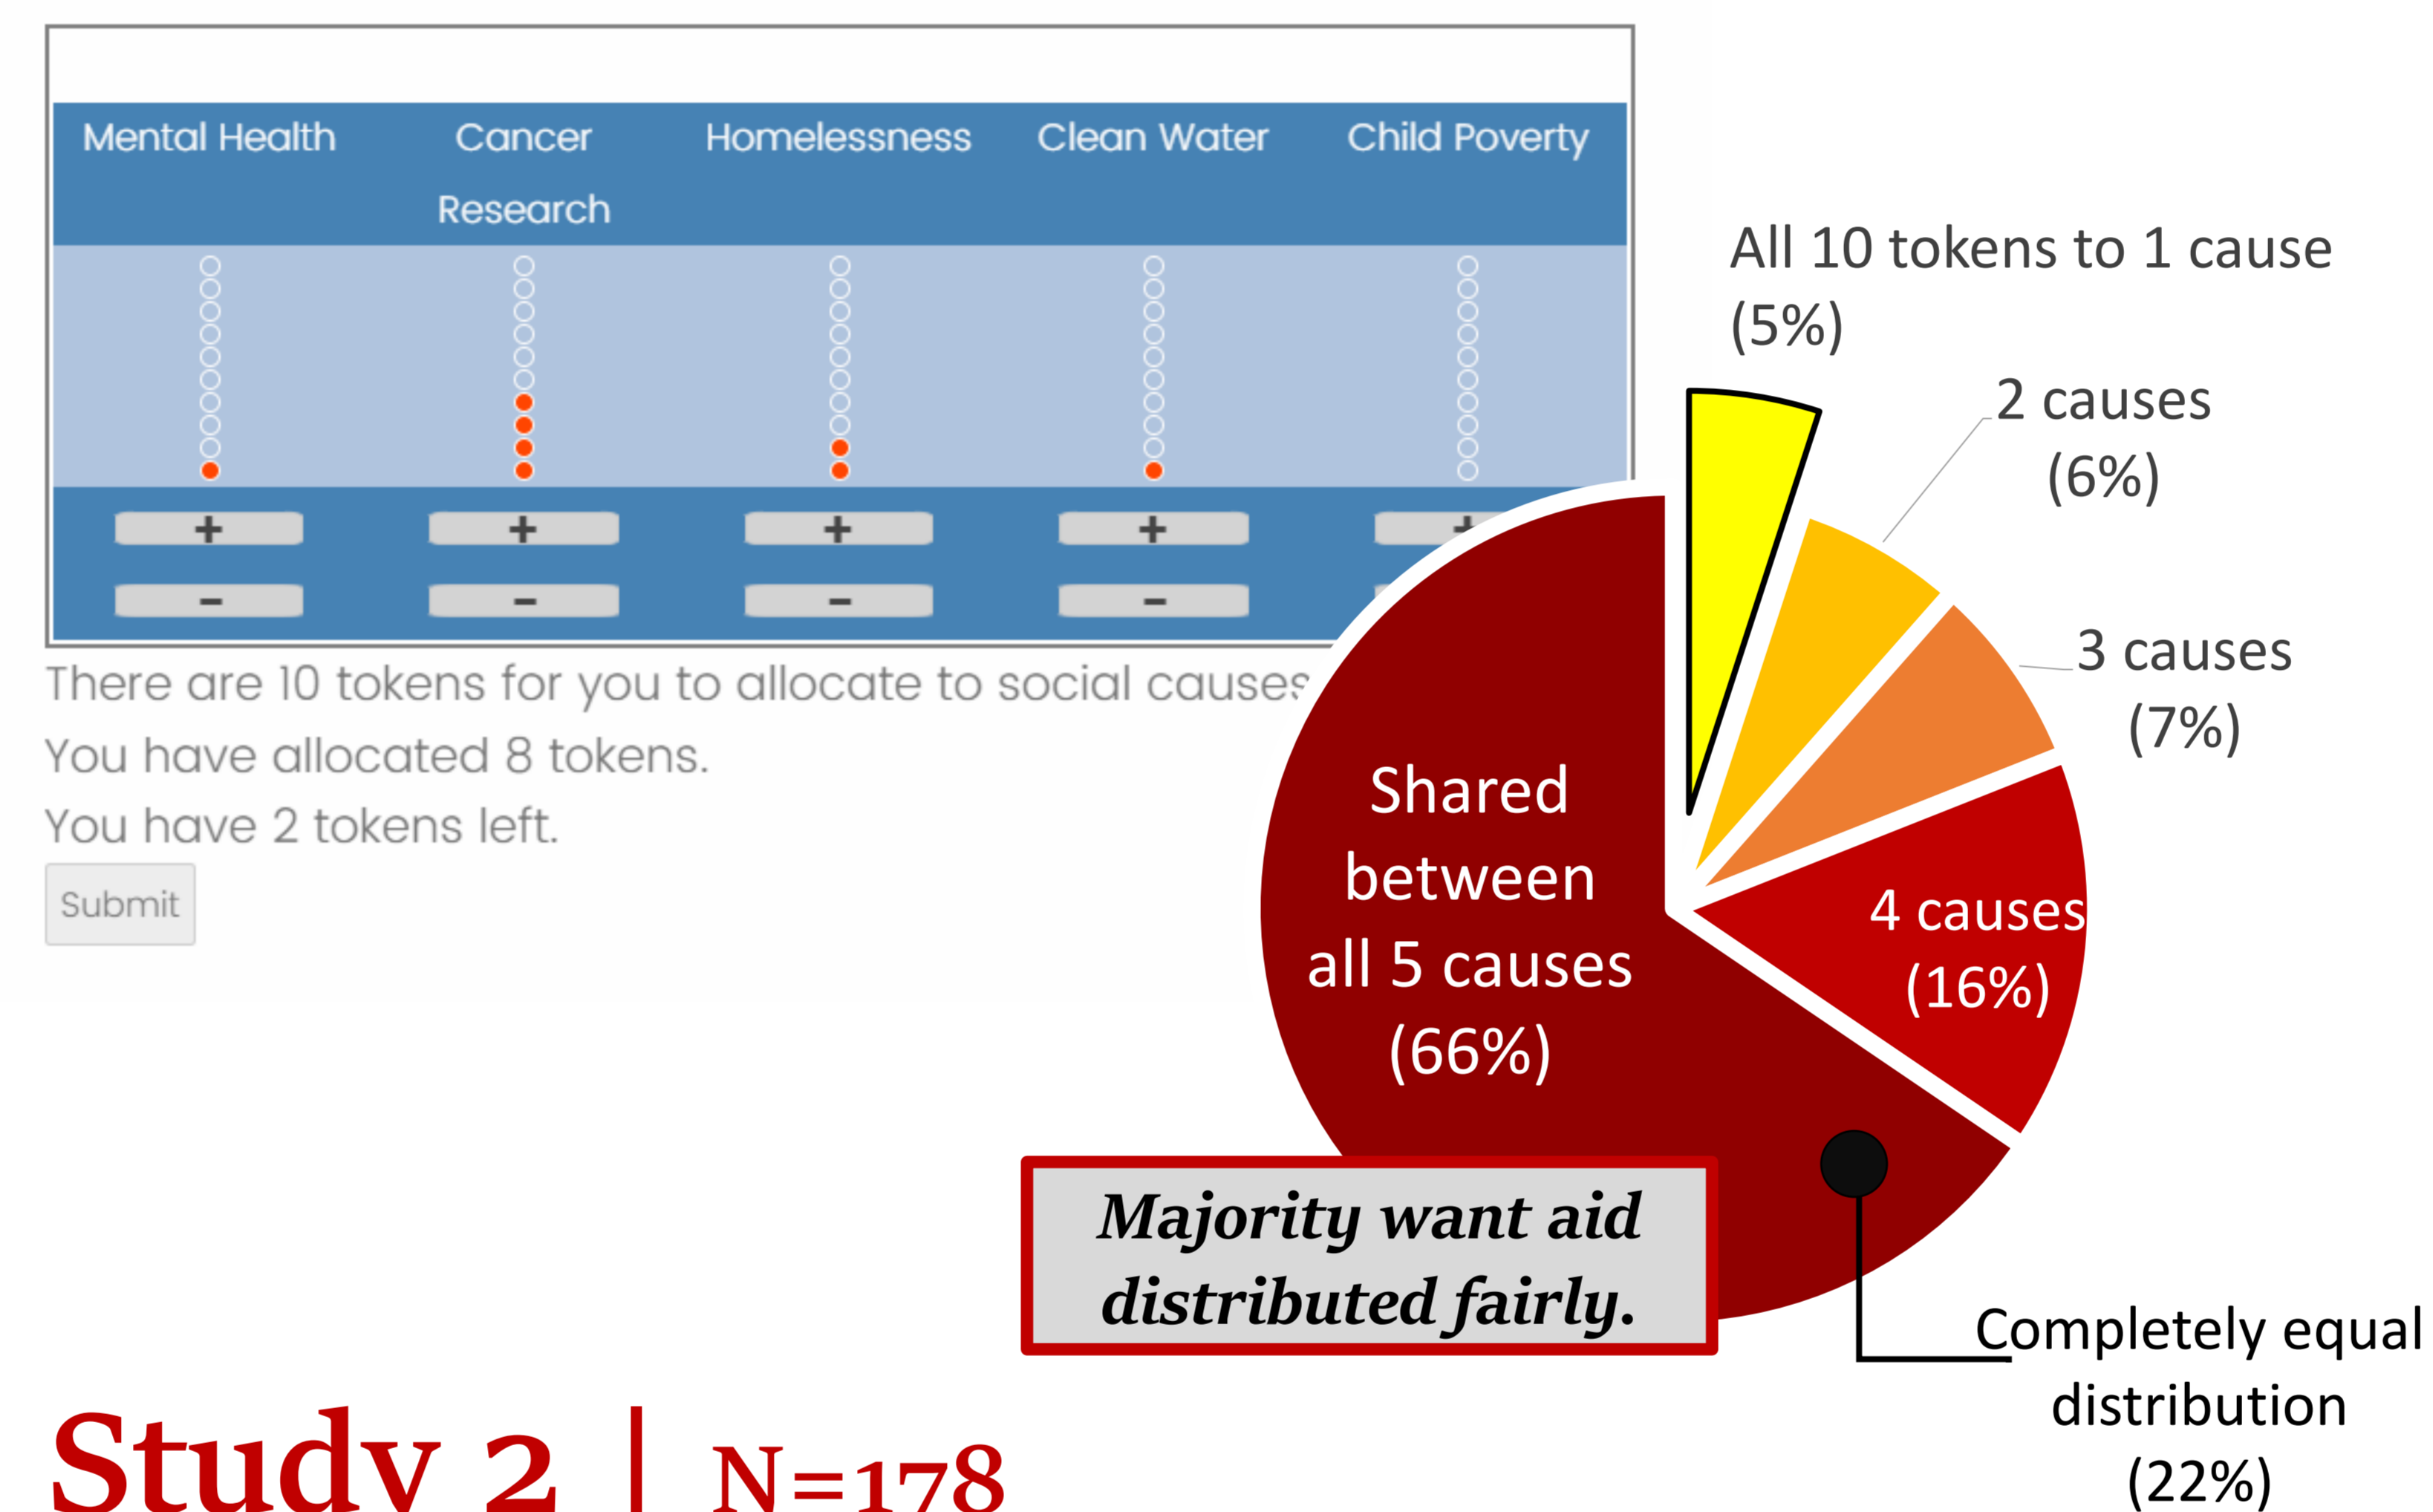 Mental Health
Cancer
Research
Homelessness
Clean Water
Child Poverty
+
+
+
+
+
-
-
-
-
There are 10 tokens for you to allocate to social causes
You have allocated 8 tokens.
You have 2 tokens left.
Submit
All 10 tokens to 1 cause
(5%)
2 causes
(6%)
3 causes
(7%)
4 causes
(16%)
Shared
between
all 5 causes
(66%)
Majority want aid
distributed fairly.
Completely equal
distribution
(22%)
Study 2 | N=178